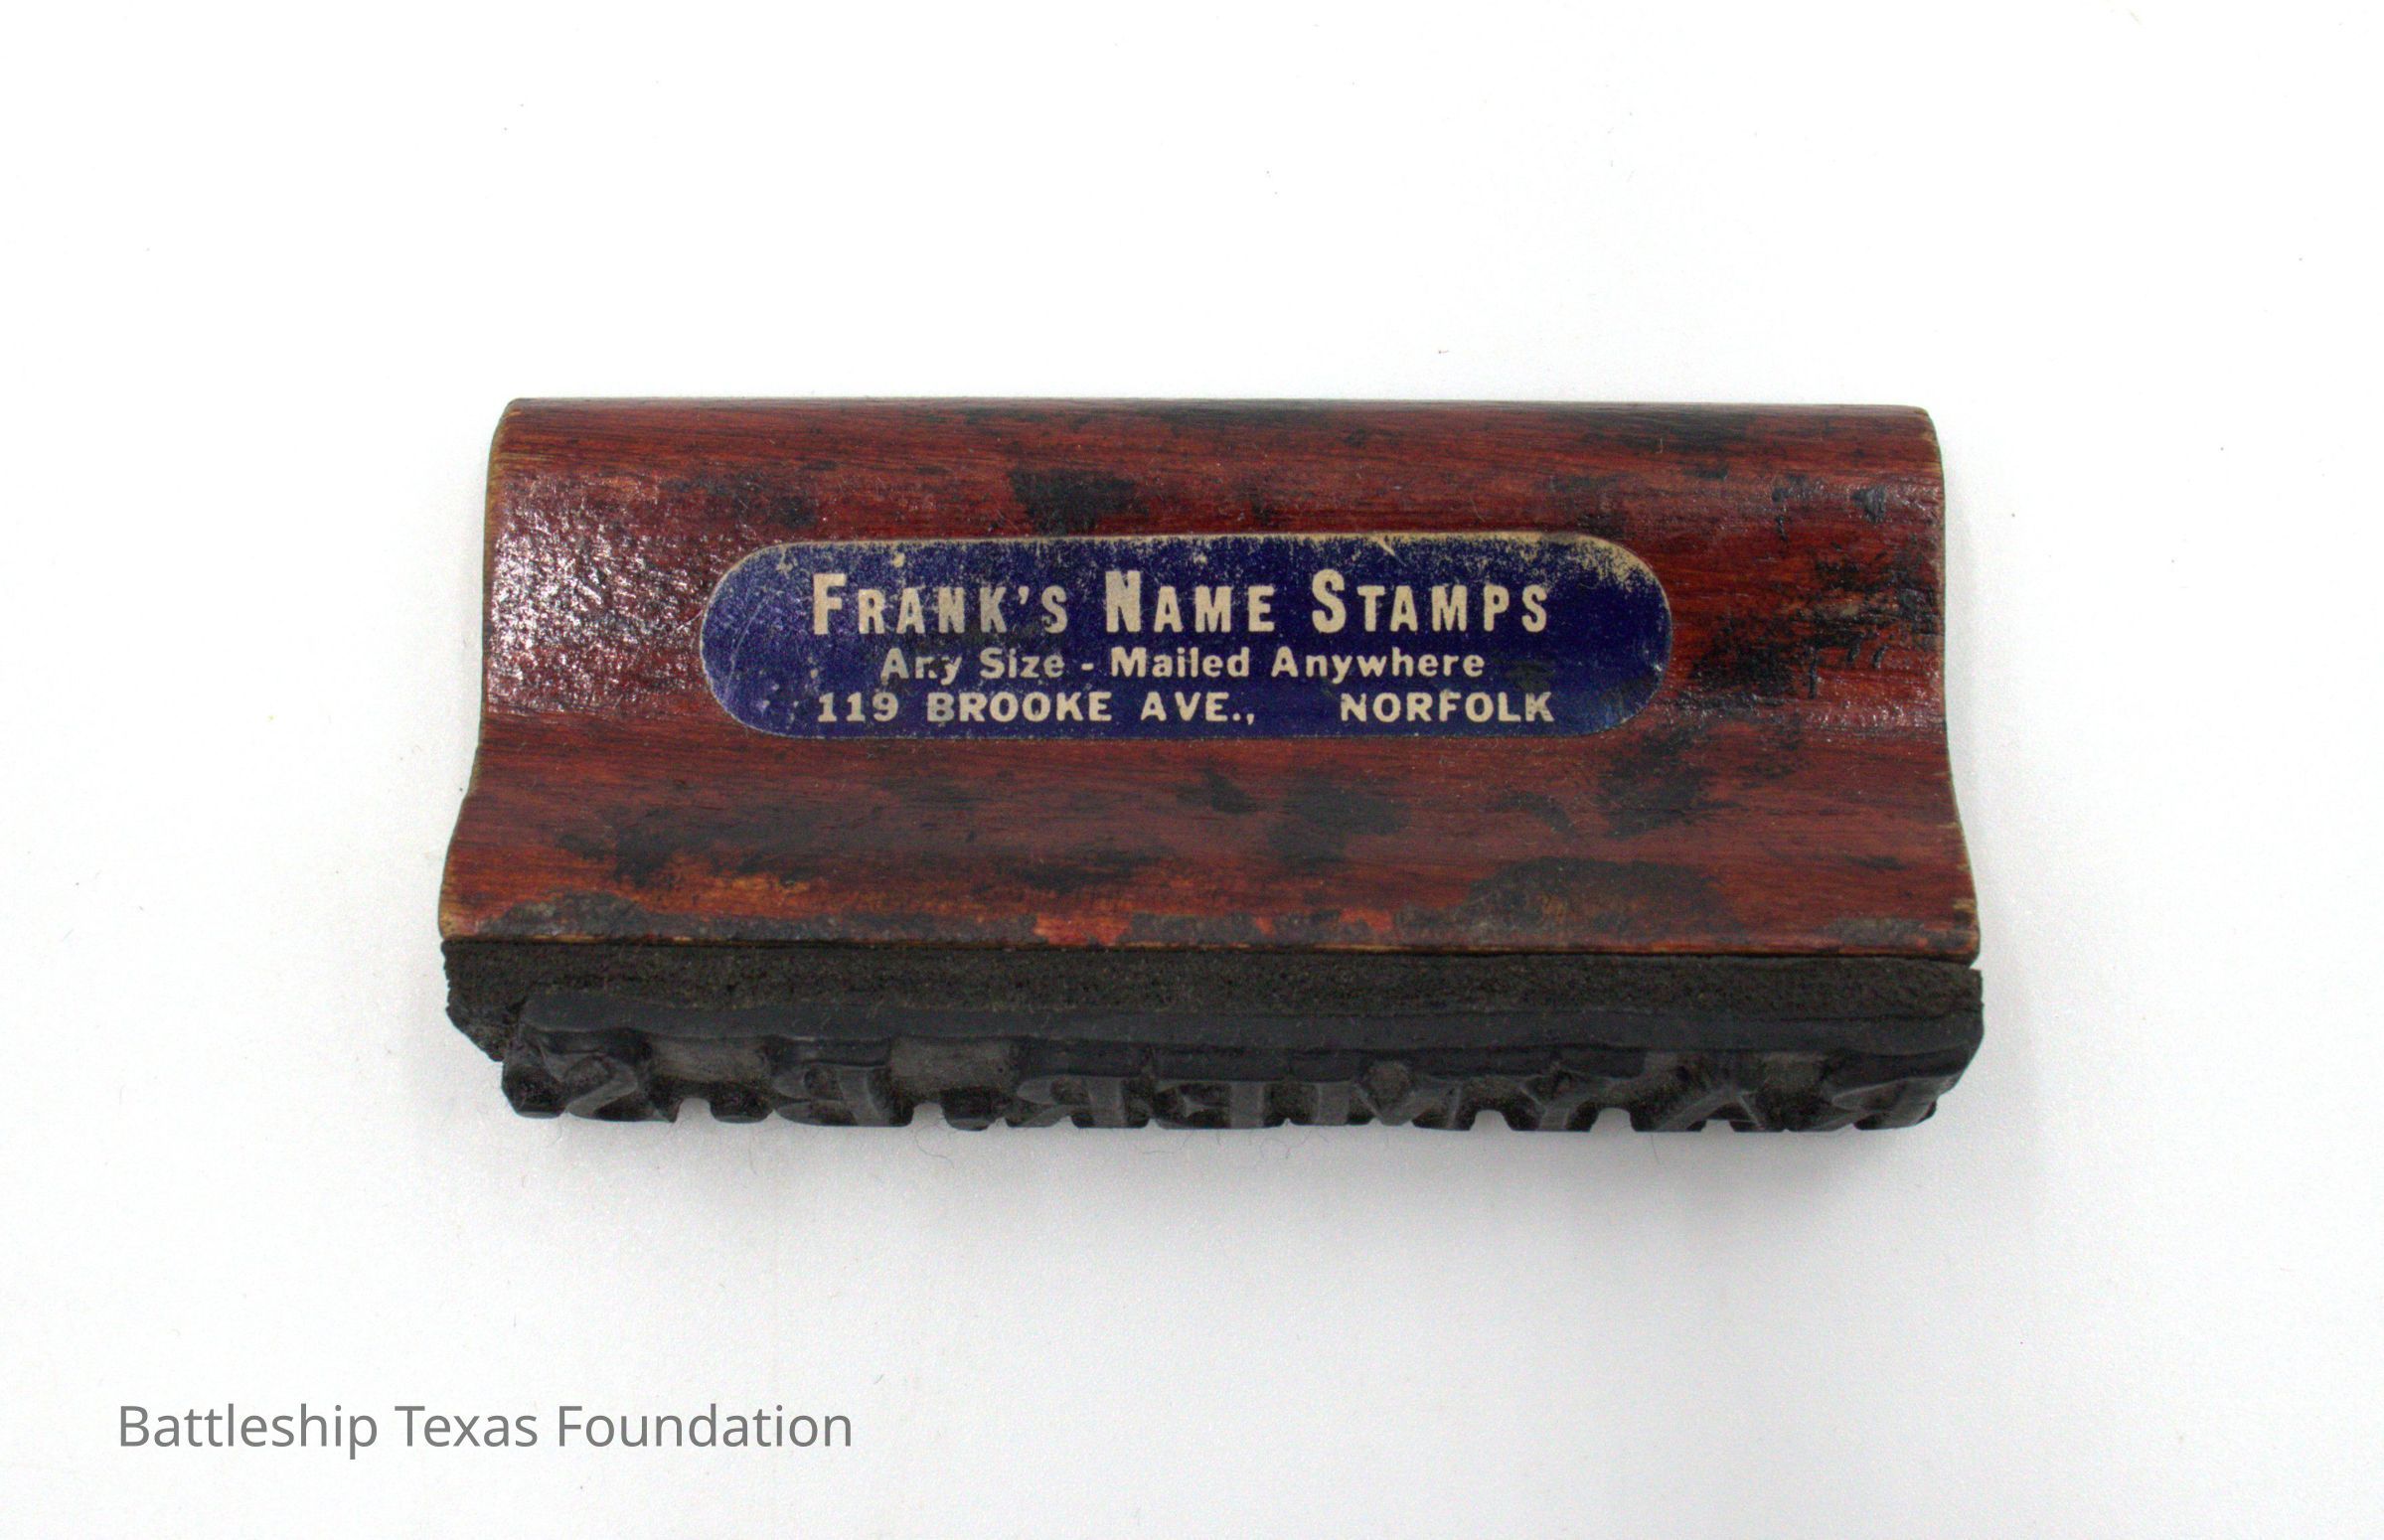 FRANK'S NAME STAMPS
Any Size - Mailed Anywhere
119 BROOKE AVE., NORFOLK
Battleship Texas Foundation